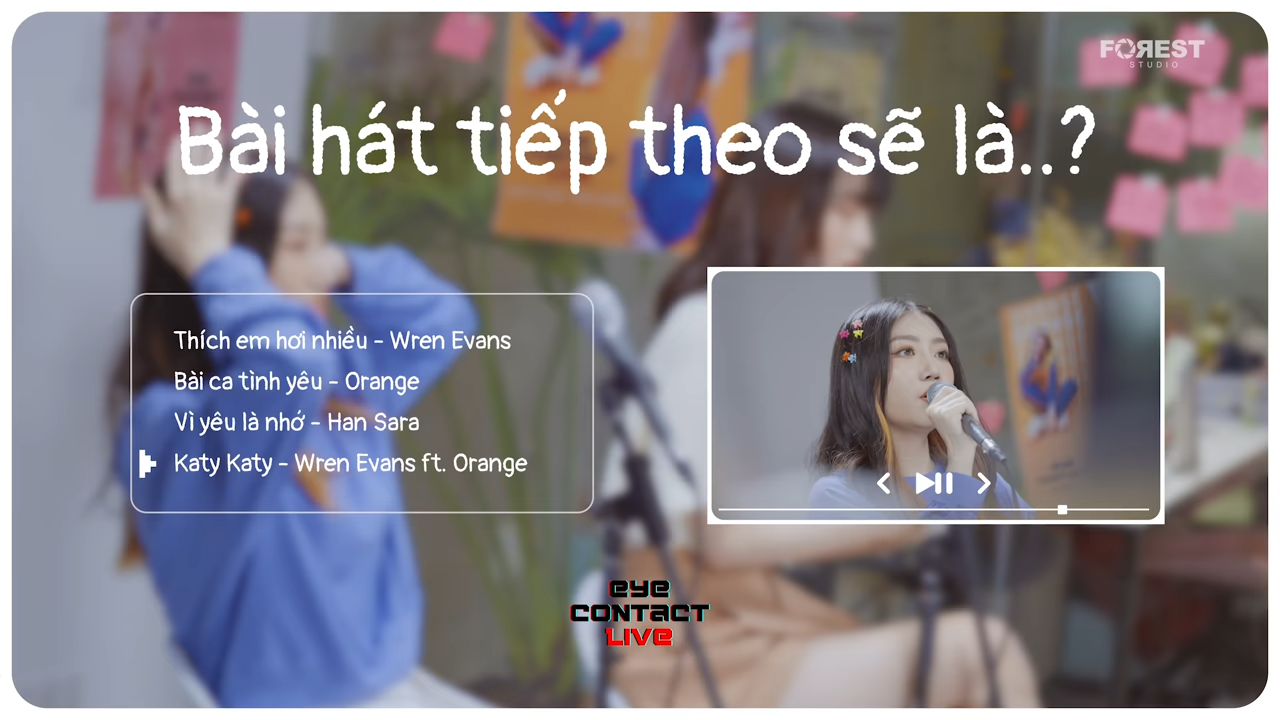 FOREST
STUDIO
Bài hát tiếp theo sẽ là..?
Thích em hơi nhiều - Wren Evans
Bài ca tình yêu - Orange
Vì yêu là nhớ - Han Sara
Katy Katy - Wren Evans ft. Orange
eye
contact
live